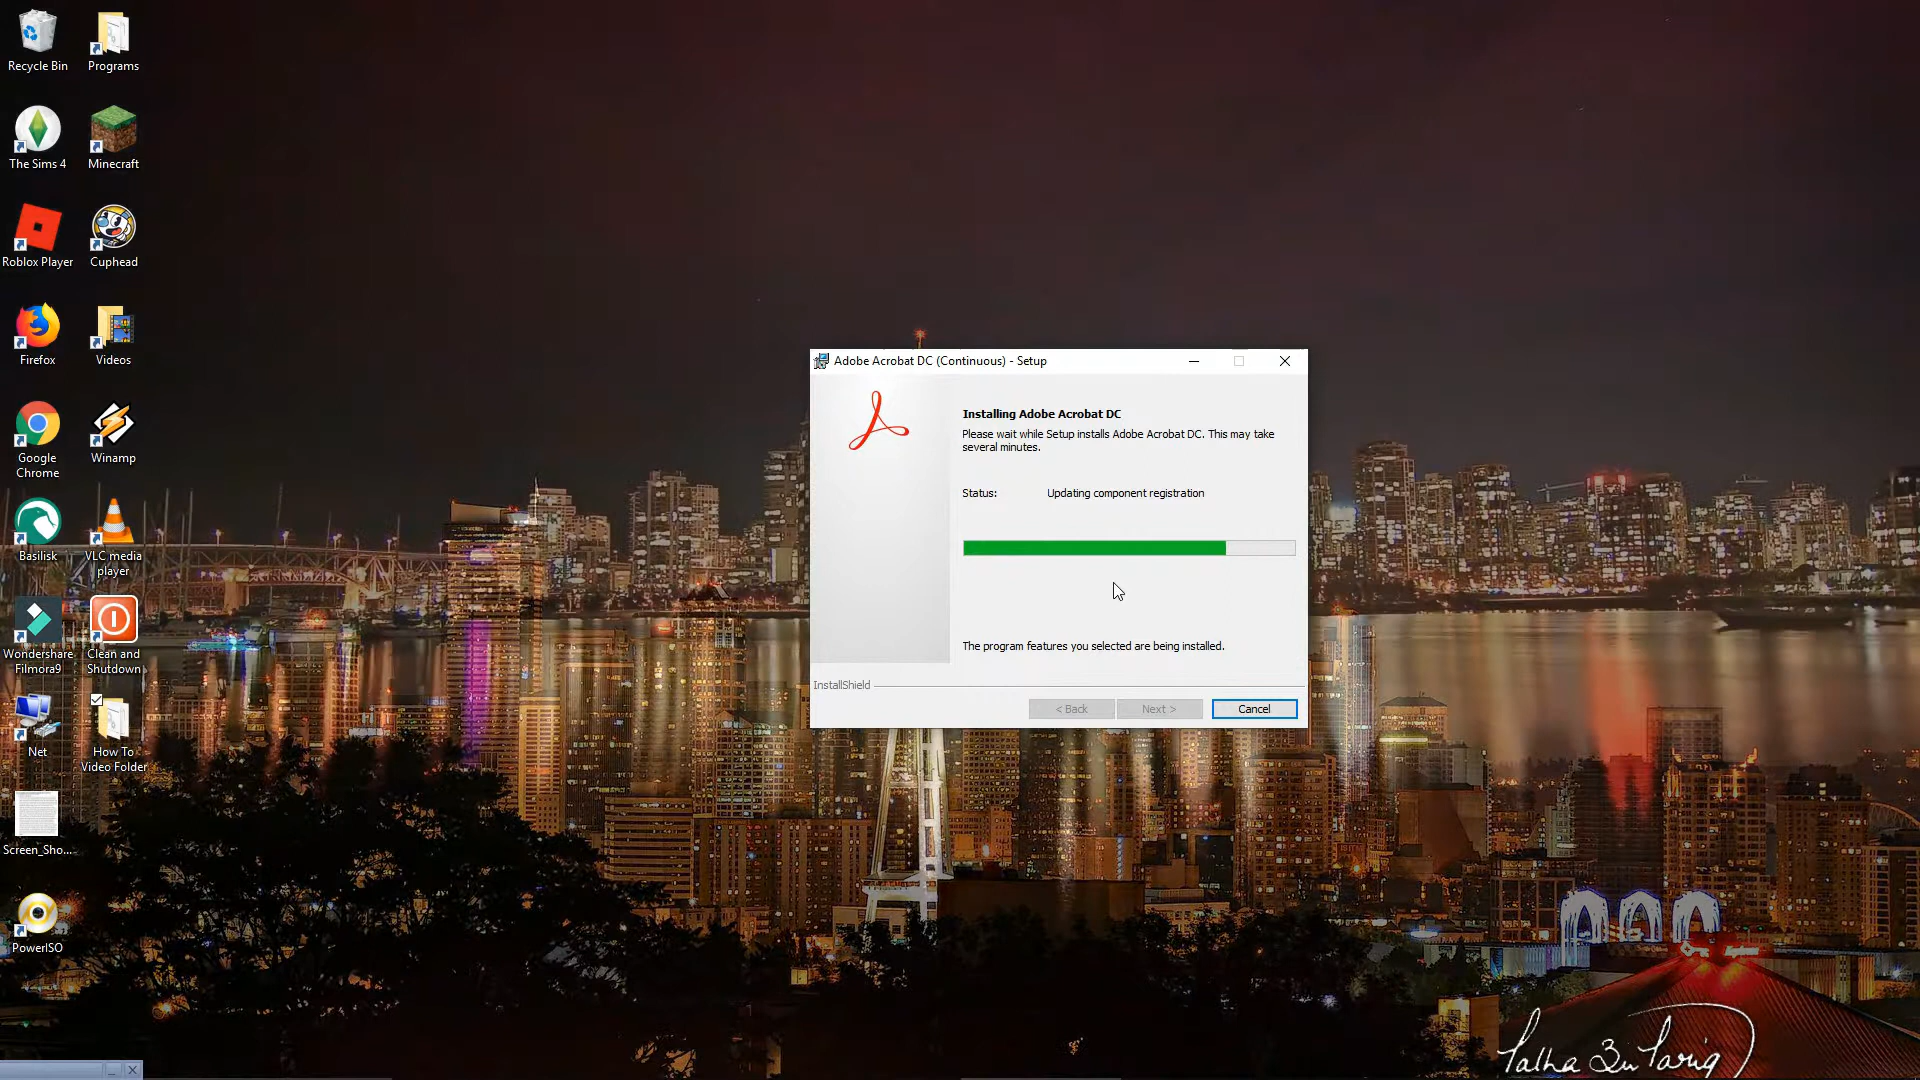 Recycle Bin
Programs
The Sims 4
Minecraft
Roblox Player
Cuphead
Firefox
Videos
Google
Chrome
Winamp
Basilisk
VLC media
player
Wondershare
Filmora9
Clean and
Shutdown
Net
How To
Video Folder
Screen_Sho...
PowerISO
Adobe Acrobat DC (Continuous) - Setup
Installing Adobe Acrobat DC
Please wait while Setup installs Adobe Acrobat DC. This may take
several minutes.
Status:
Updating component registration
The program features you selected are being installed.
InstallShield
< Back
Next >
Cancel
Talha Bin Tariq